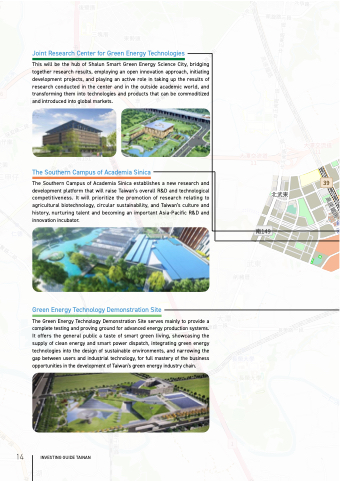 Joint Research Center for Green Energy Technologies
This will be the hub of Shalun Smart Green Energy Science City, bridging
together research results, employing an open innovation approach, initiating
development projects, and playing an active role in taking up the results of
research conducted in the center and in the outside academic world, and
transforming them into technologies and products that can be commoditized
and introduced into global markets.
The Southern Campus of Academia Sinica
The Southern Campus of Academia Sinica establishes a new research and
development platform that will raise Taiwan's overall R&D and technological
competitiveness. It will prioritize the promotion of research relating to
agricultural biotechnology, circular sustainability, and Taiwan's culture and
history, nurturing talent and becoming an important Asia-Pacific R&D and
innovation incubator.
39
南149
Green Energy Technology Demonstration Site
The Green Energy Technology Demonstration Site serves mainly to provide a
complete testing and proving ground for advanced energy production systems.
It offers the general public a taste of smart green living, showcasing the
supply of clean energy and smart power dispatch, integrating green energy
technologies into the design of sustainable environments, and narrowing the
gap between users and industrial technology, for full mastery of the business
opportunities in the development of Taiwan's green energy industry chain.
14
INVESTING GUIDE TAINAN